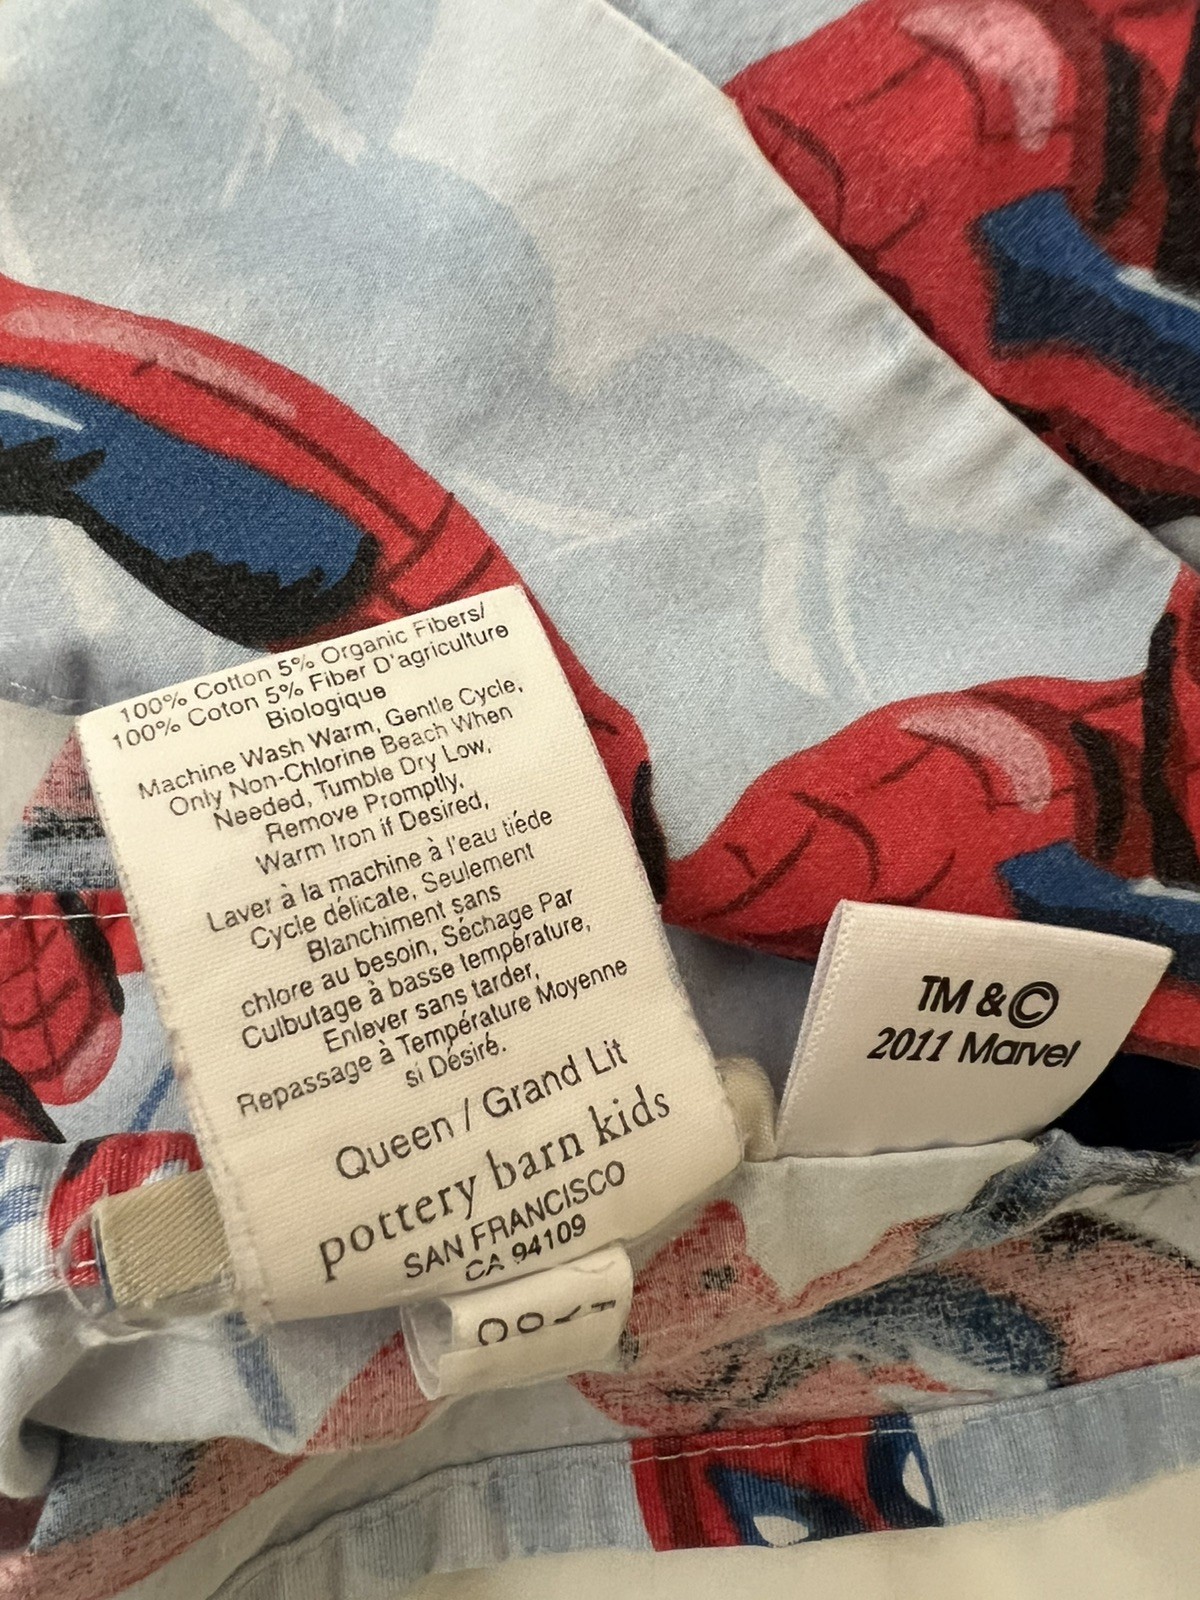 100% Cotton 5% Organic Fibers/
100% Coton 5% Fiber D'agriculture
Biologique
Machine Wash Warm, Gentle Cycle,
Only Non-Chlorine Beach When
Needed, Tumble Dry Low,
Remove Promptly,
Warm Iron if Desired,
Laver à la machine à l'eau tiéde
Cycle délicate, Seulement
Blanchiment sans
chlore au besoin, Séchage Par
Culbutage à basse température,
Enlever sans tarder,
Repassage à Température Moyenne
si Désiré.
Queen / Grand Lit
pottery barn kids
SAN FRANCISCO
CA 94109
TM & ©
2011 Marvel